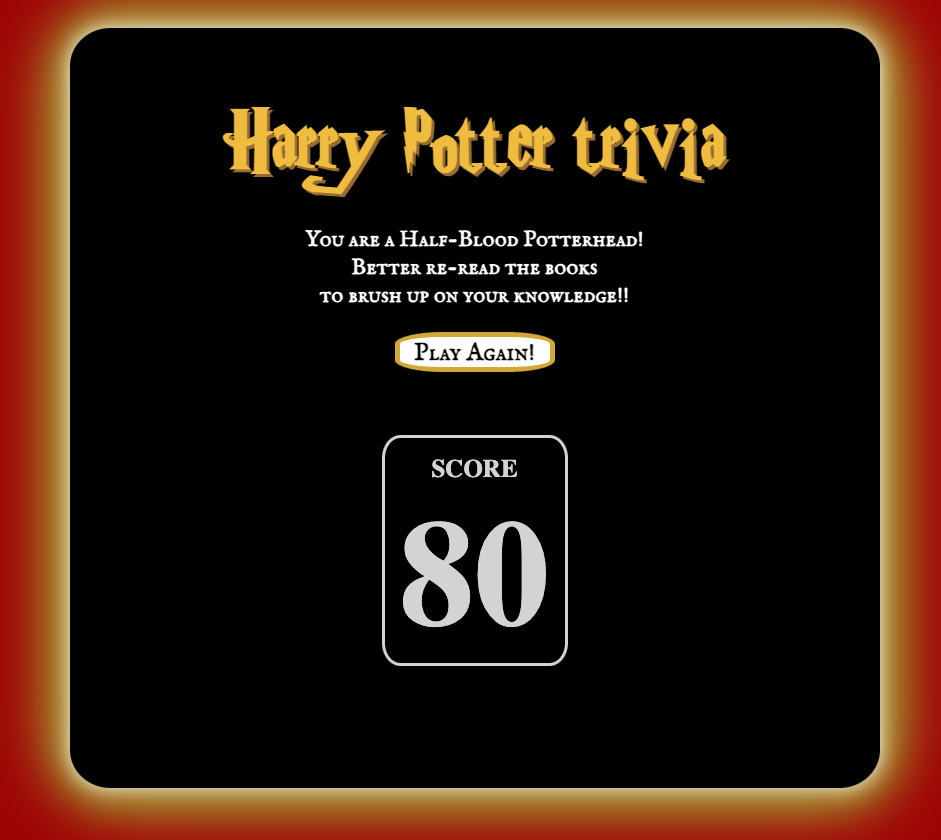 Harry Potter trivia
You are a Half-Blood Potterhead!
Better re-read the books
to brush up on your knowledge!!
Play Again!
SCORE
80